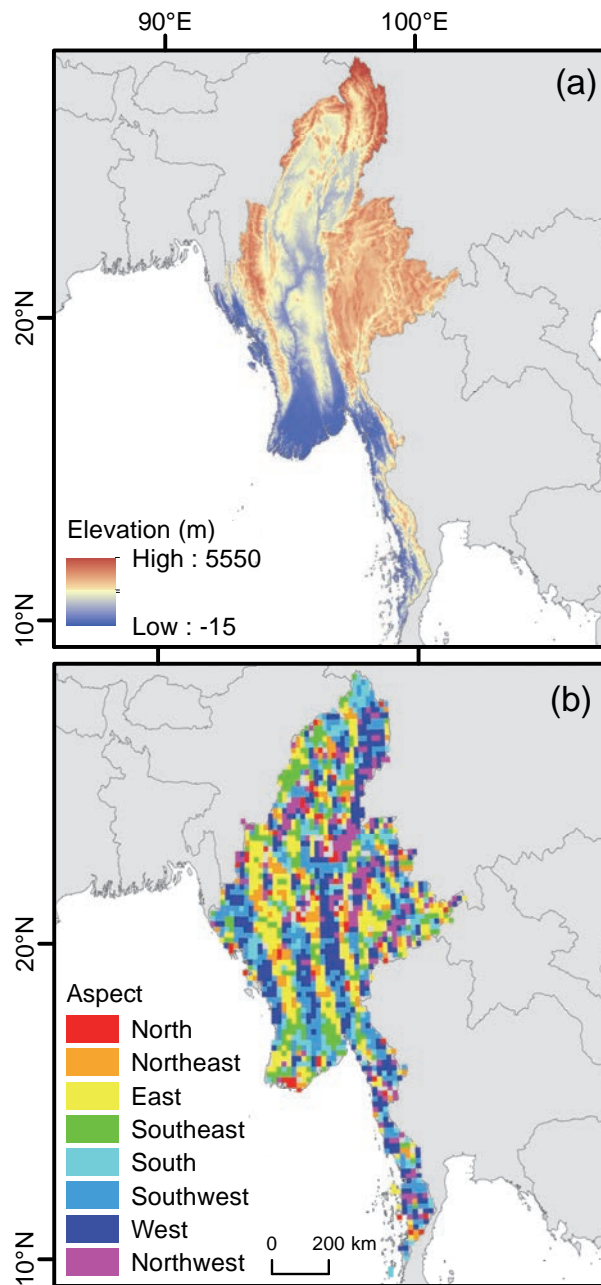 90°E 100°E
(a)
20°N
Elevation (m)
High : 5550
Low : -15
10°N
(b)
20°N
Aspect
North
Northeast
East
Southeast
South
Southwest
West
Northwest
0 200 km
10°N